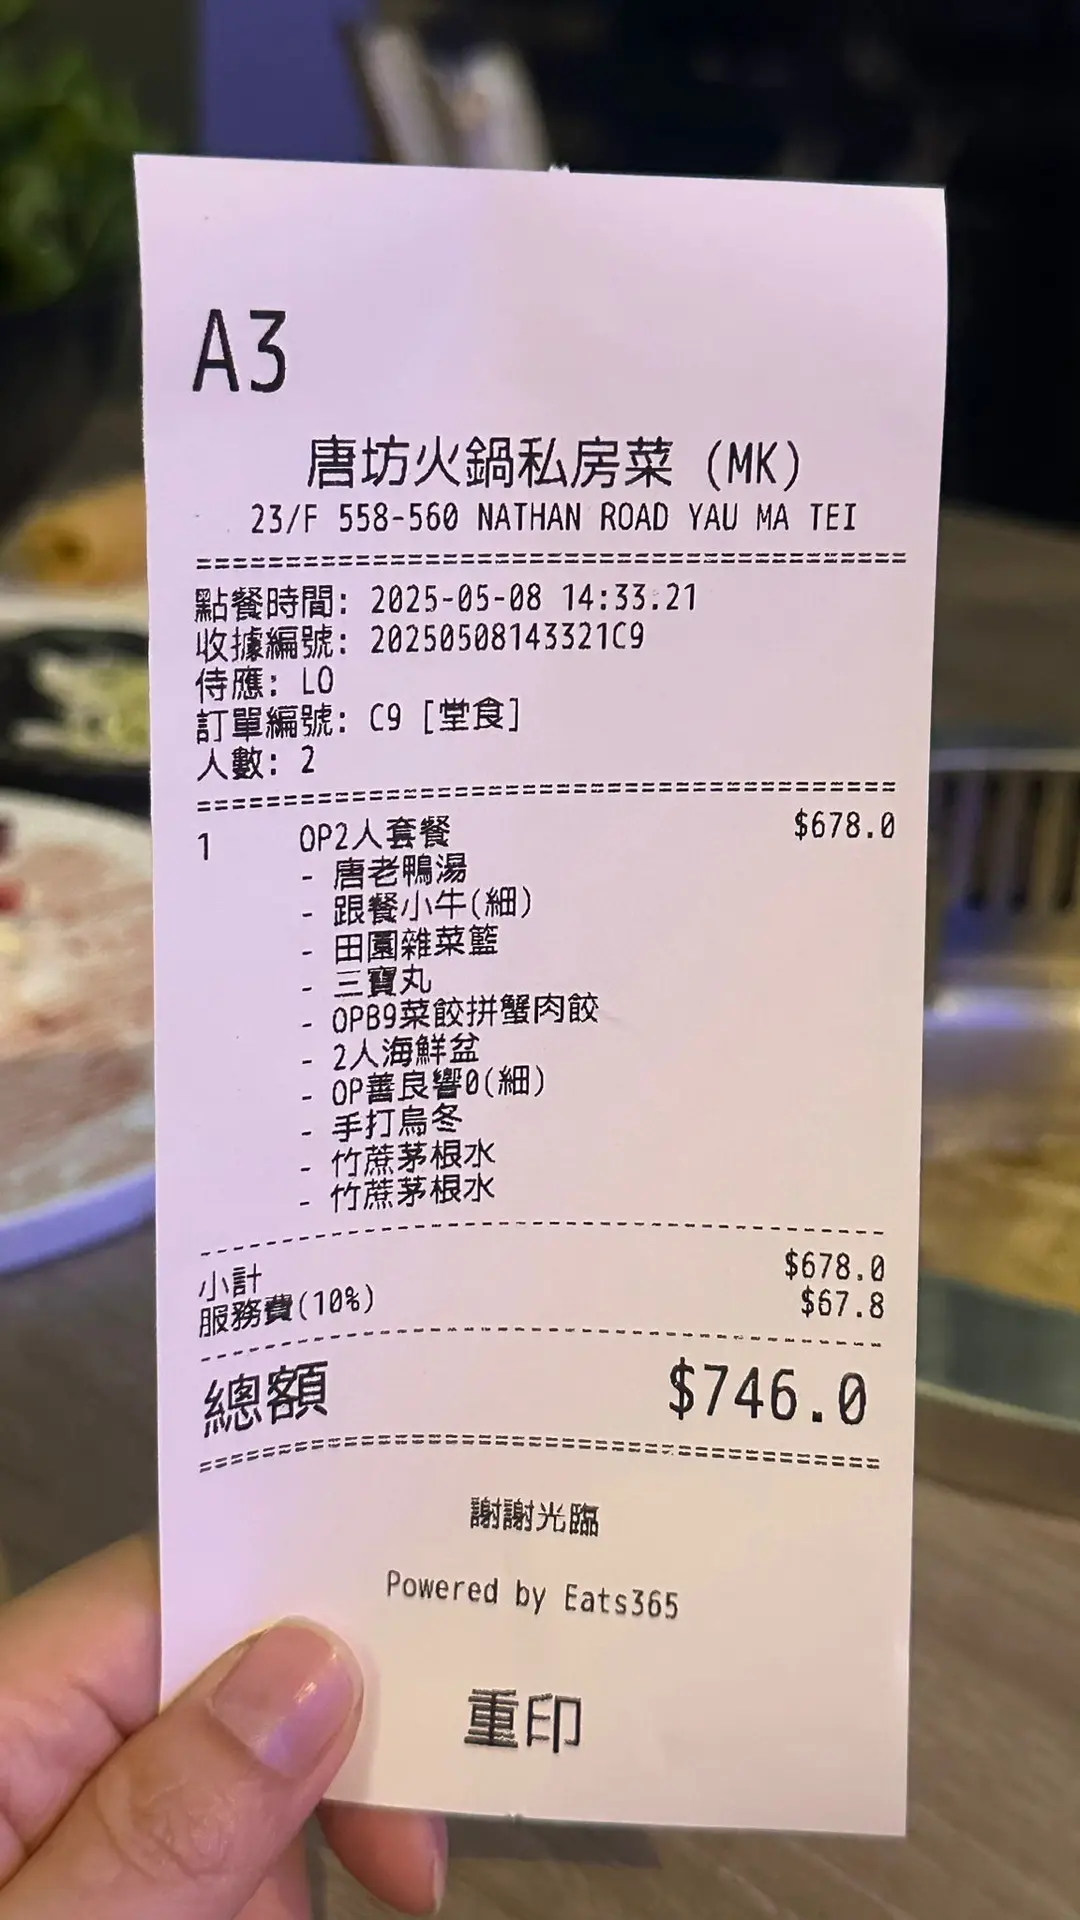 A3
唐坊火鍋私房菜 (MK)
23/F 558-560 NATHAN ROAD YAU MA TEI
點餐時間: 2025-05-08 14:33.21
收據編號: 20250508143321C9
侍應: LO
訂單編號: C9 [堂食]
人數: 2
1 OP2人套餐 $678.0
- 唐老鴨湯
- 跟餐小牛(細)
- 田園雜菜籃
- 三寶丸
- OPB9菜餃拼蟹肉餃
- 2人海鮮盆
- OP善良響0(細)
- 手打烏冬
- 竹蔗茅根水
- 竹蔗茅根水
小計 $678.0
服務費(10%) $67.8
總額 $746.0
謝謝光臨
Powered by Eats365
重印